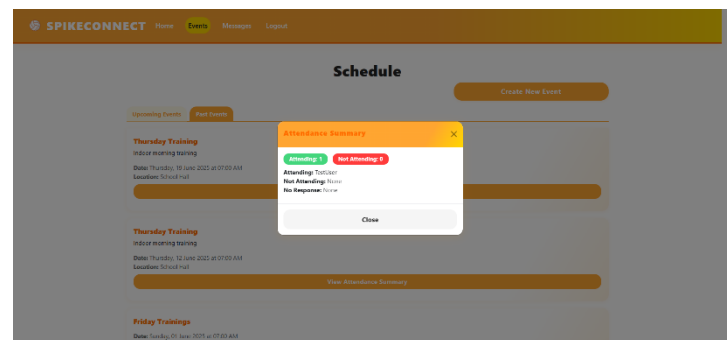 SPIKECONNECT Home Events Messages Logout
Schedule
Create New Event
Upcoming Events Past Events
Thursday Training
Indoor morning training
Date: Thursday, 19 June 2025 at 07:00 AM
Location: School Hall
Attendance Summary ×
Attending: 1 Not Attending: 0
Attending: TestUser
Not Attending: None
No Response: None
Close
Thursday Training
Indoor morning training
Date: Thursday, 12 June 2025 at 07:00 AM
Location: School Hall
View Attendance Summary
Friday Trainings
Date: Sunday, 01 June 2025 at 07:00 AM